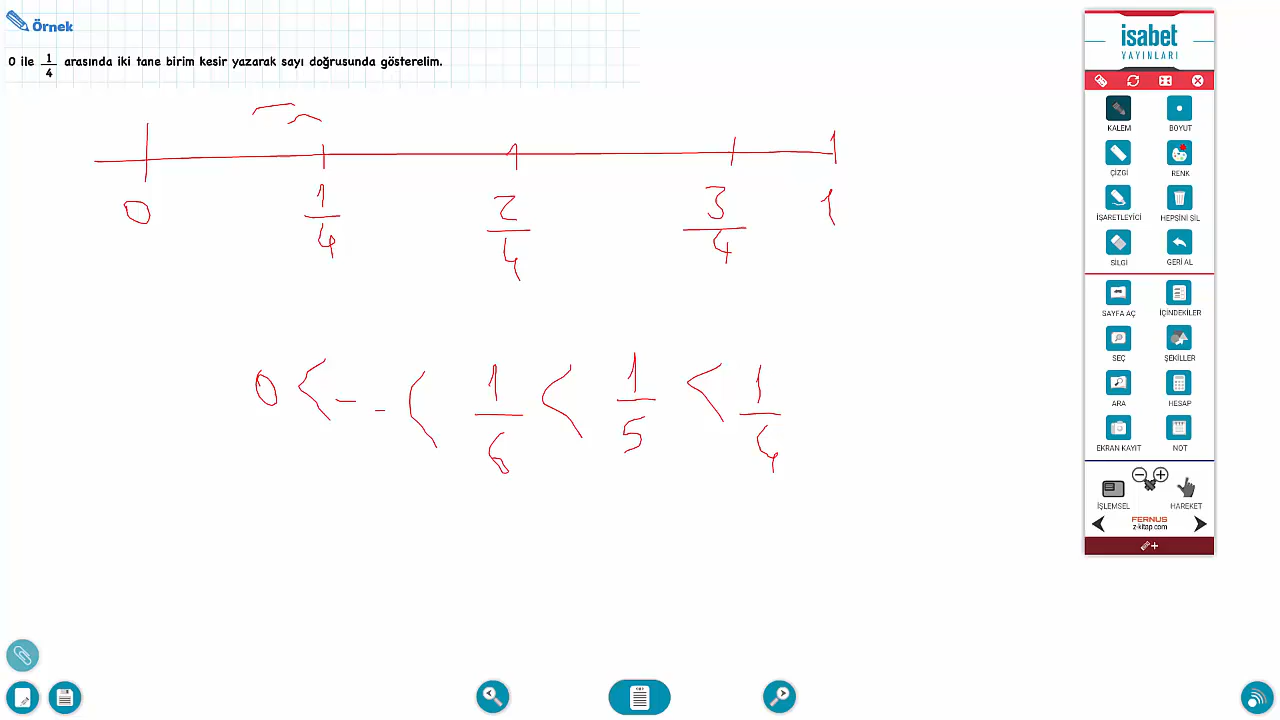 Örnek
0 ile 1/4 arasında iki tane birim kesir yazarak sayı doğrusunda gösterelim.
0 1/4 2/4 3/4 1
0 < - - < 1/6 < 1/5 < 1/4
isabet
YAYINLARI
KALEM BOYUT
ÇİZGİ RENK
İŞARETLEYİCİ HEPSİNİ SİL
SİLGİ GERİ AL
SAYFA AÇ İÇİNDEKİLER
SEÇ ŞEKİLLER
ARA HESAP
EKRAN KAYIT NOT
İŞLEMSEL HAREKET
FERNUS
z-kitap.com